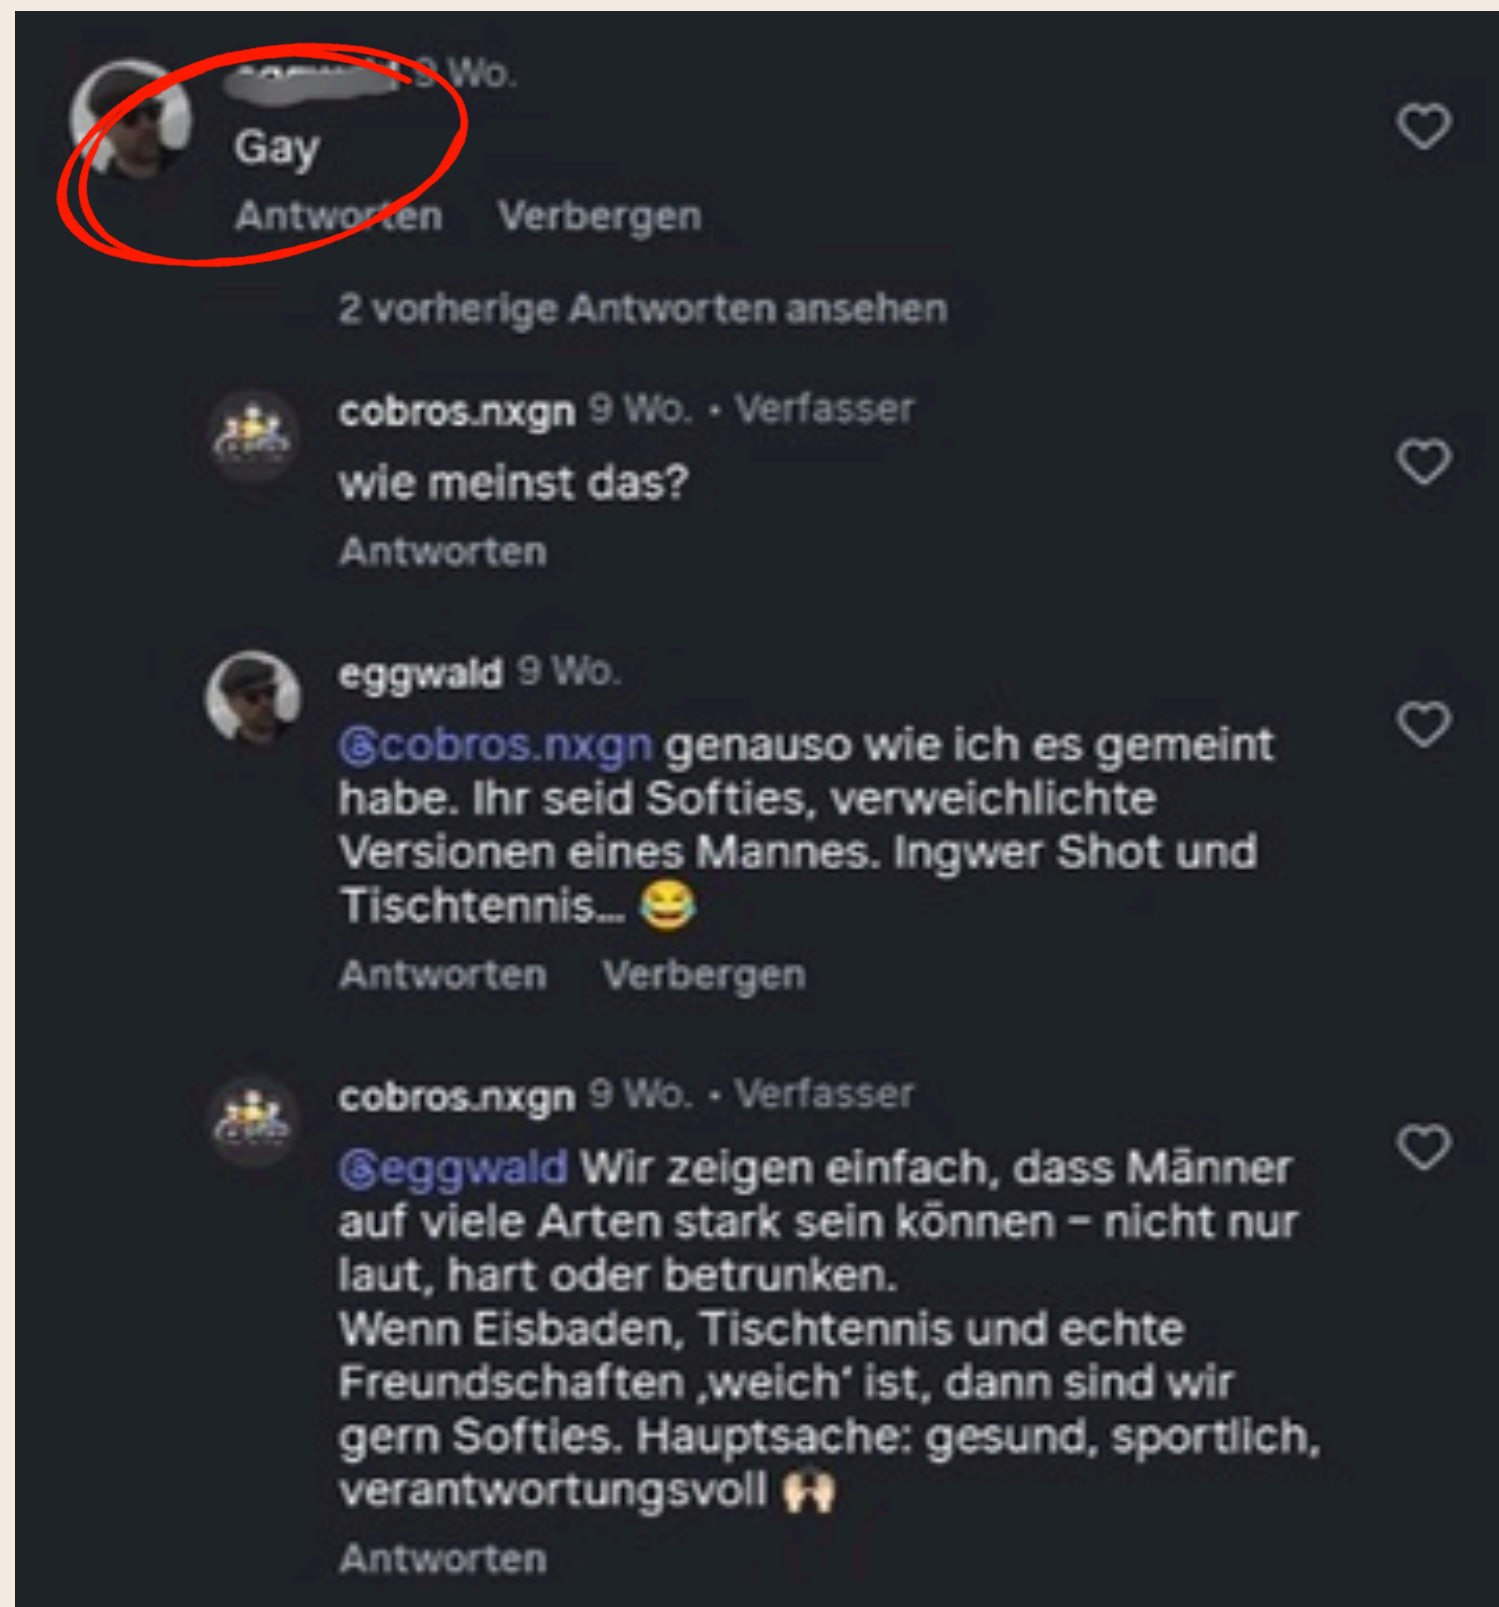 9 Wo.
Gay
Antworten Verbergen
2 vorherige Antworten ansehen
cobros.nxgn 9 Wo. • Verfasser
wie meinst das?
Antworten
eggwald 9 Wo.
@cobros.nxgn genauso wie ich es gemeint
habe. Ihr seid Softies, verweichlichte
Versionen eines Mannes. Ingwer Shot und
Tischtennis... 😂
Antworten Verbergen
cobros.nxgn 9 Wo. • Verfasser
@eggwald Wir zeigen einfach, dass Männer
auf viele Arten stark sein können – nicht nur
laut, hart oder betrunken.
Wenn Eisbaden, Tischtennis und echte
Freundschaften ‚weich‘ ist, dann sind wir
gern Softies. Hauptsache: gesund, sportlich,
verantwortungsvoll 🙌🏻
Antworten